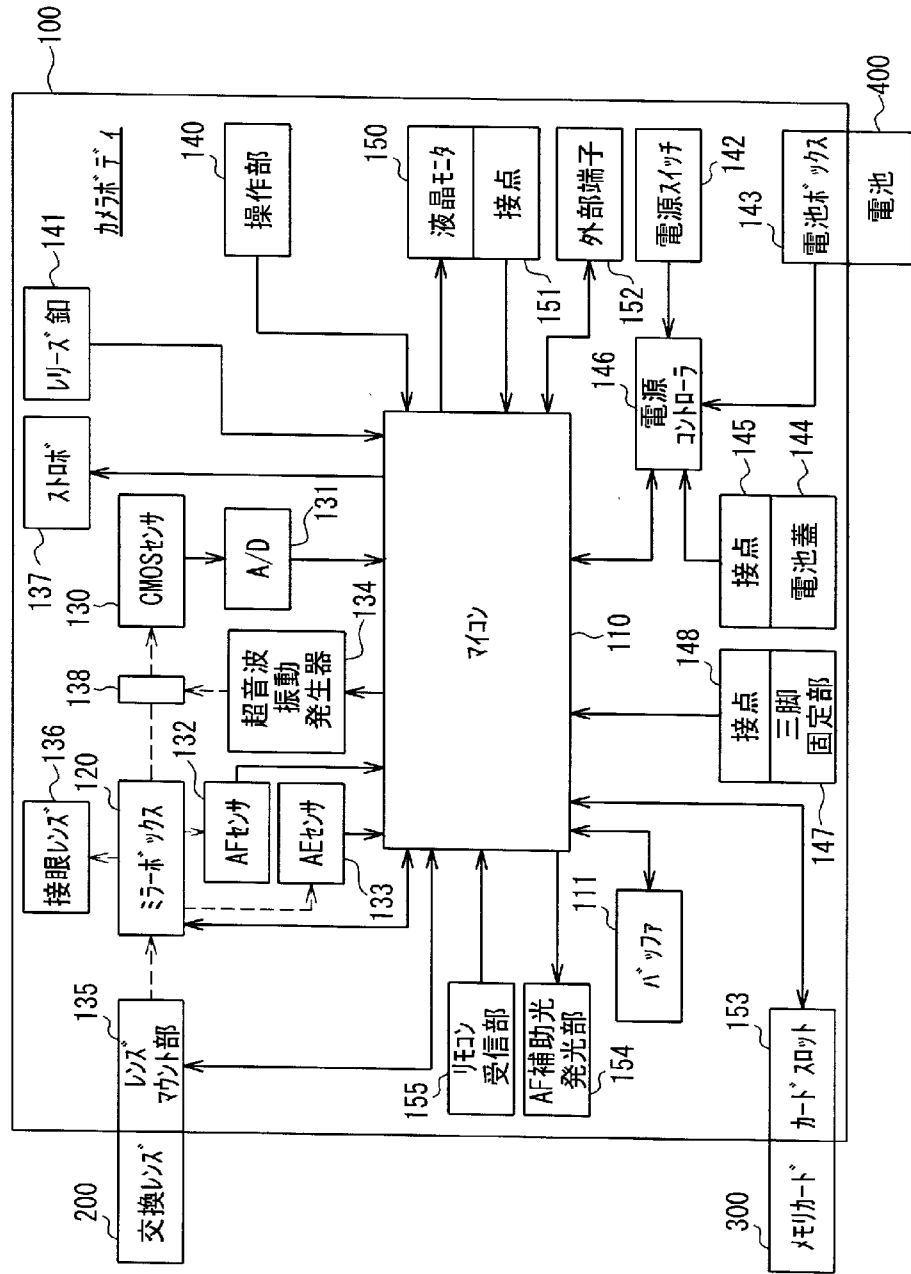 100
カメラボディ
レリーズ釦
141
ストロボ
137
操作部
140
CMOSセンサ
130
A/D
131
138
超音波
振動
発生器
134
接眼レンズ
136
ミラーボックス
120
AFセンサ
132
AEセンサ
133
レンズ
マウント部
135
交換レンズ
200
液晶モニタ
150
接点
151
外部端子
152
電源スイッチ
142
電源
コントローラ
146
電池ボックス
143
電池
400
マイコン
110
接点
145
電池蓋
144
接点
148
三脚
固定部
147
リモコン
受信部
155
AF補助光
発光部
154
バッファ
111
カードスロット
153
メモリカード
300